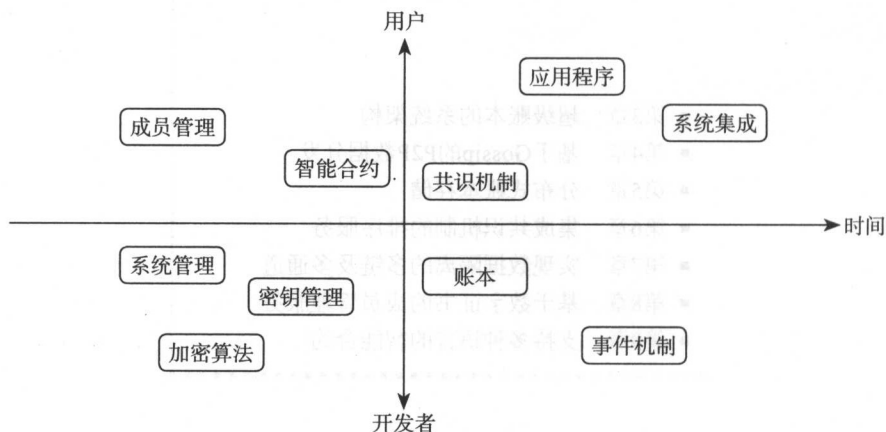 用户
应用程序
成员管理
系统集成
智能合约
共识机制
时间
系统管理
账本
密钥管理
加密算法
事件机制
开发者